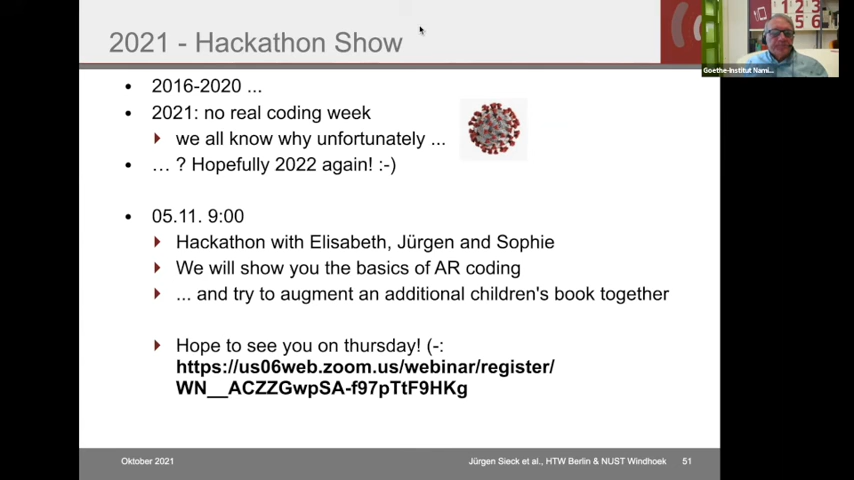 2021 - Hackathon Show
Goethe-Institut Nami...
2016-2020 ...
2021: no real coding week
we all know why unfortunately ...
... ? Hopefully 2022 again! :-)
05.11. 9:00
Hackathon with Elisabeth, Jürgen and Sophie
We will show you the basics of AR coding
... and try to augment an additional children's book together
Hope to see you on thursday! (-:
https://us06web.zoom.us/webinar/register/
WN__ACZZGwpSA-f97pTtF9HKg
Oktober 2021
Jürgen Sieck et al., HTW Berlin & NUST Windhoek
51